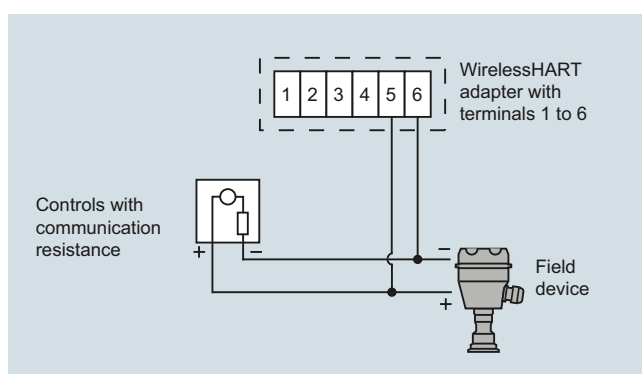 1 2 3 4 5 6
WirelessHART
adapter with
terminals 1 to 6
Controls with
communication
resistance
+ –
–
+
Field
device